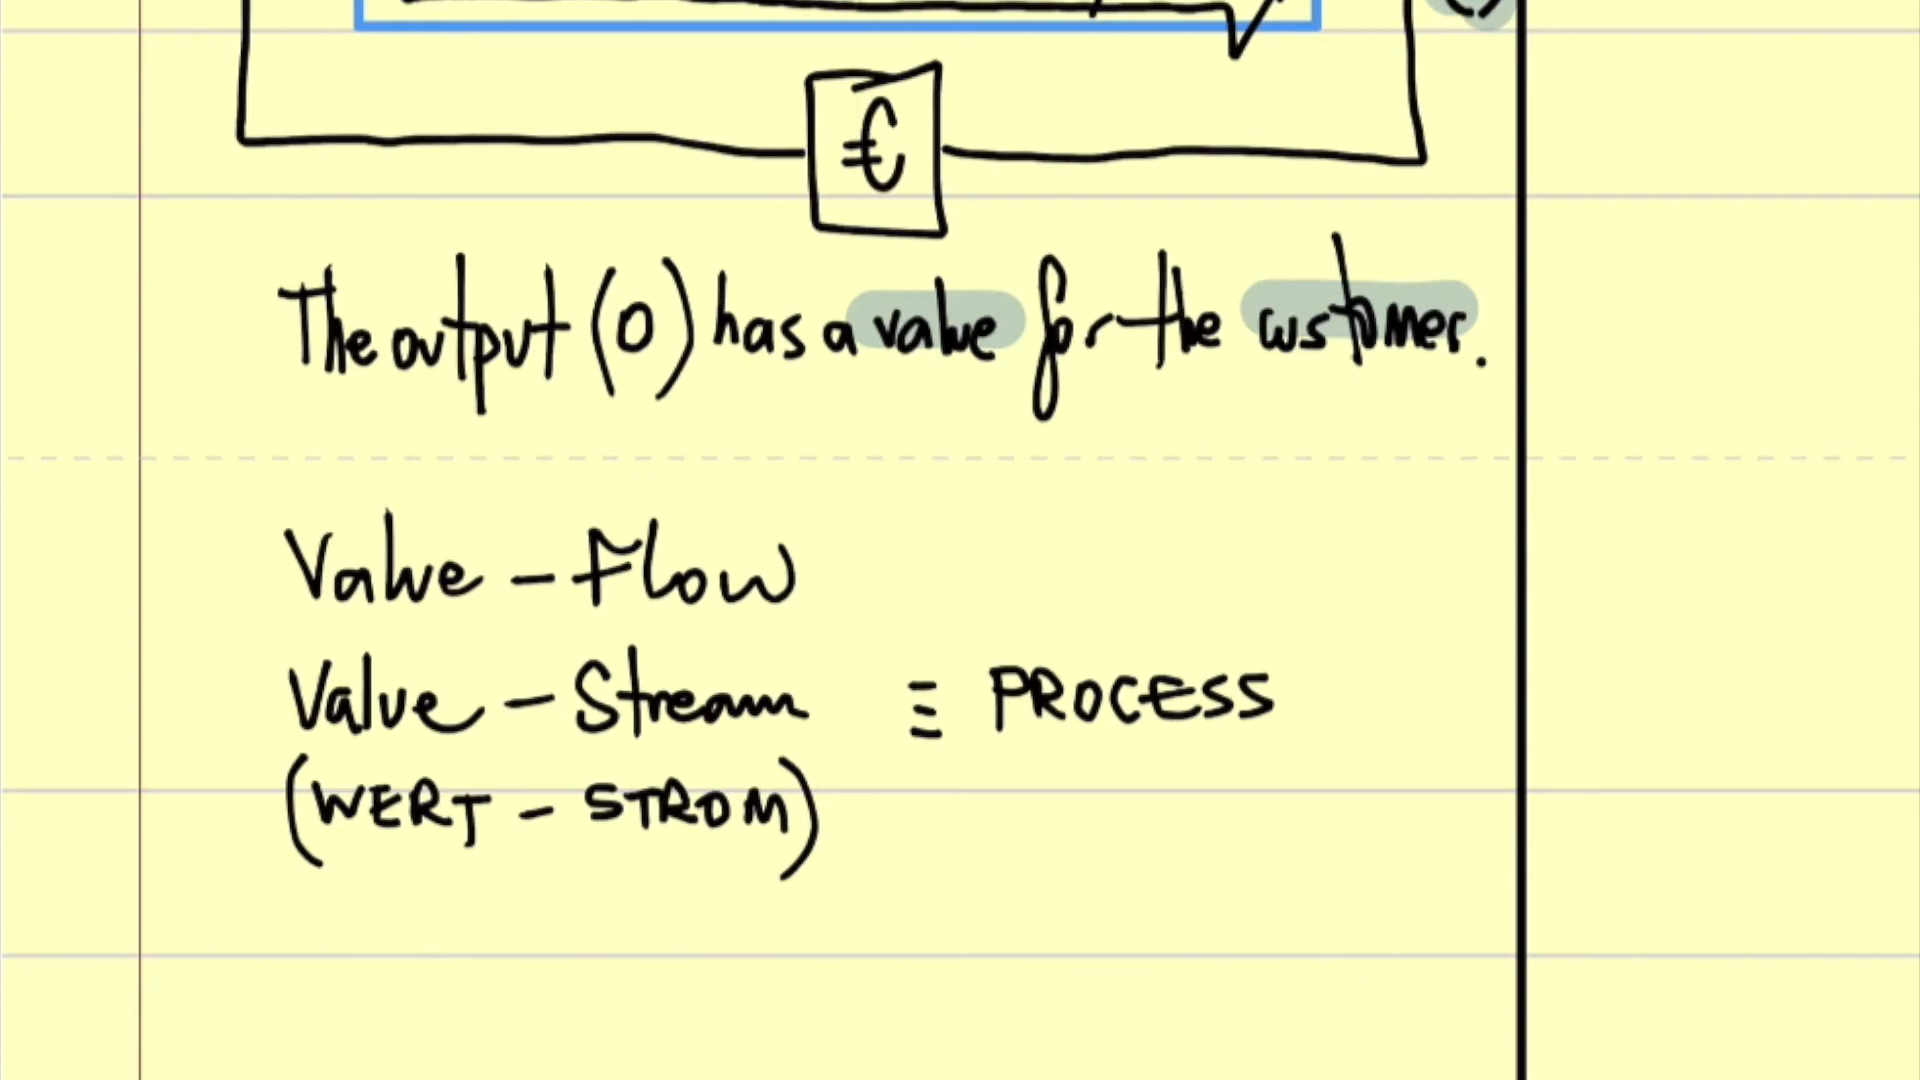 €
The output (O) has a value for the customer.
Value - Flow
Value - Stream ≡ PROCESS
(WERT - STROM)